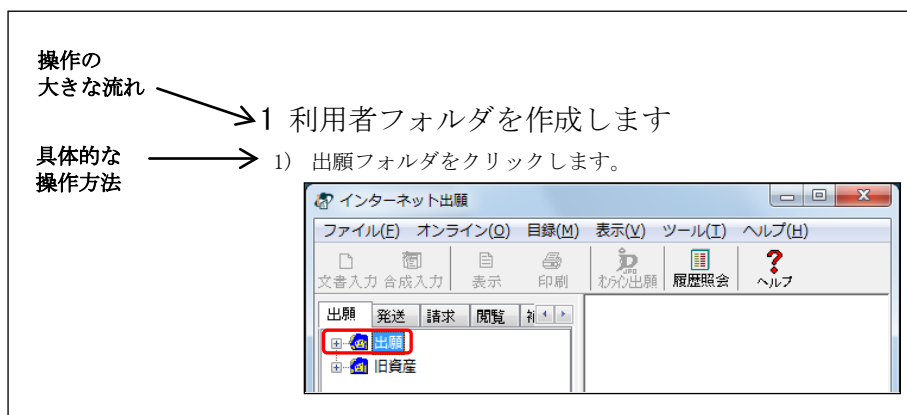 操作の
大きな流れ
1 利用者フォルダを作成します
具体的な
操作方法
1) 出願フォルダをクリックします。
インターネット出願
ファイル(F) オンライン(O) 目録(M) 表示(V) ツール(T) ヘルプ(H)
文書入力 合成入力 表示 印刷 むらくの出願 履歴照会 ヘルプ
出願 発送 請求 閲覧
出願
旧資産